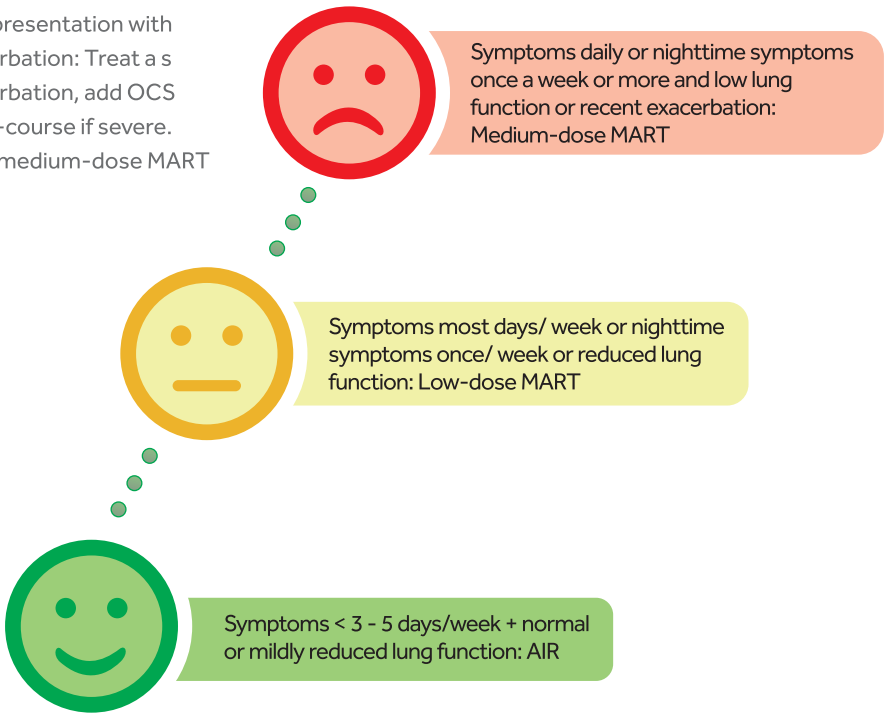 presentation with
rbation: Treat a s
rbation, add OCS
-course if severe.
medium-dose MART
Symptoms daily or nighttime symptoms
once a week or more and low lung
function or recent exacerbation:
Medium-dose MART
Symptoms most days/ week or nighttime
symptoms once/ week or reduced lung
function: Low-dose MART
Symptoms < 3 - 5 days/week + normal
or mildly reduced lung function: AIR